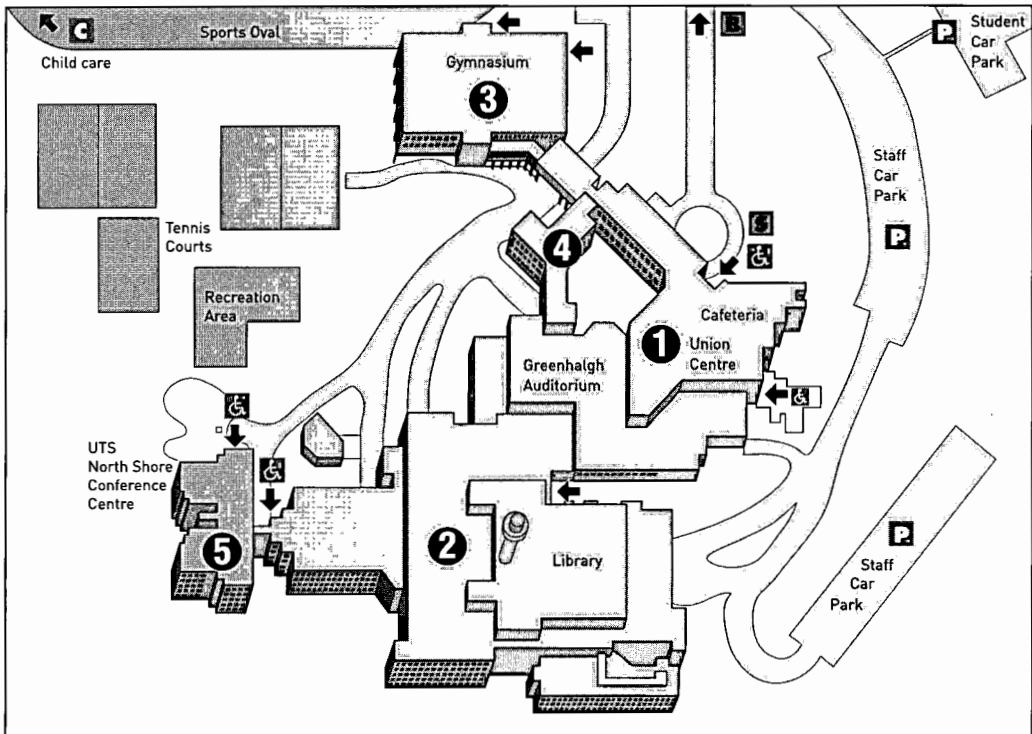 C
Sports Oval
P
Student
Car
Park
Child care
Gymnasium
B
3
Staff
Car
Park
P
Tennis
Courts
4
S
Recreation
Area
Cafeteria
1
Union
Centre
Greenhalgh
Auditorium
UTS
North Shore
Conference
Centre
5
2
Library
P
Staff
Car
Park